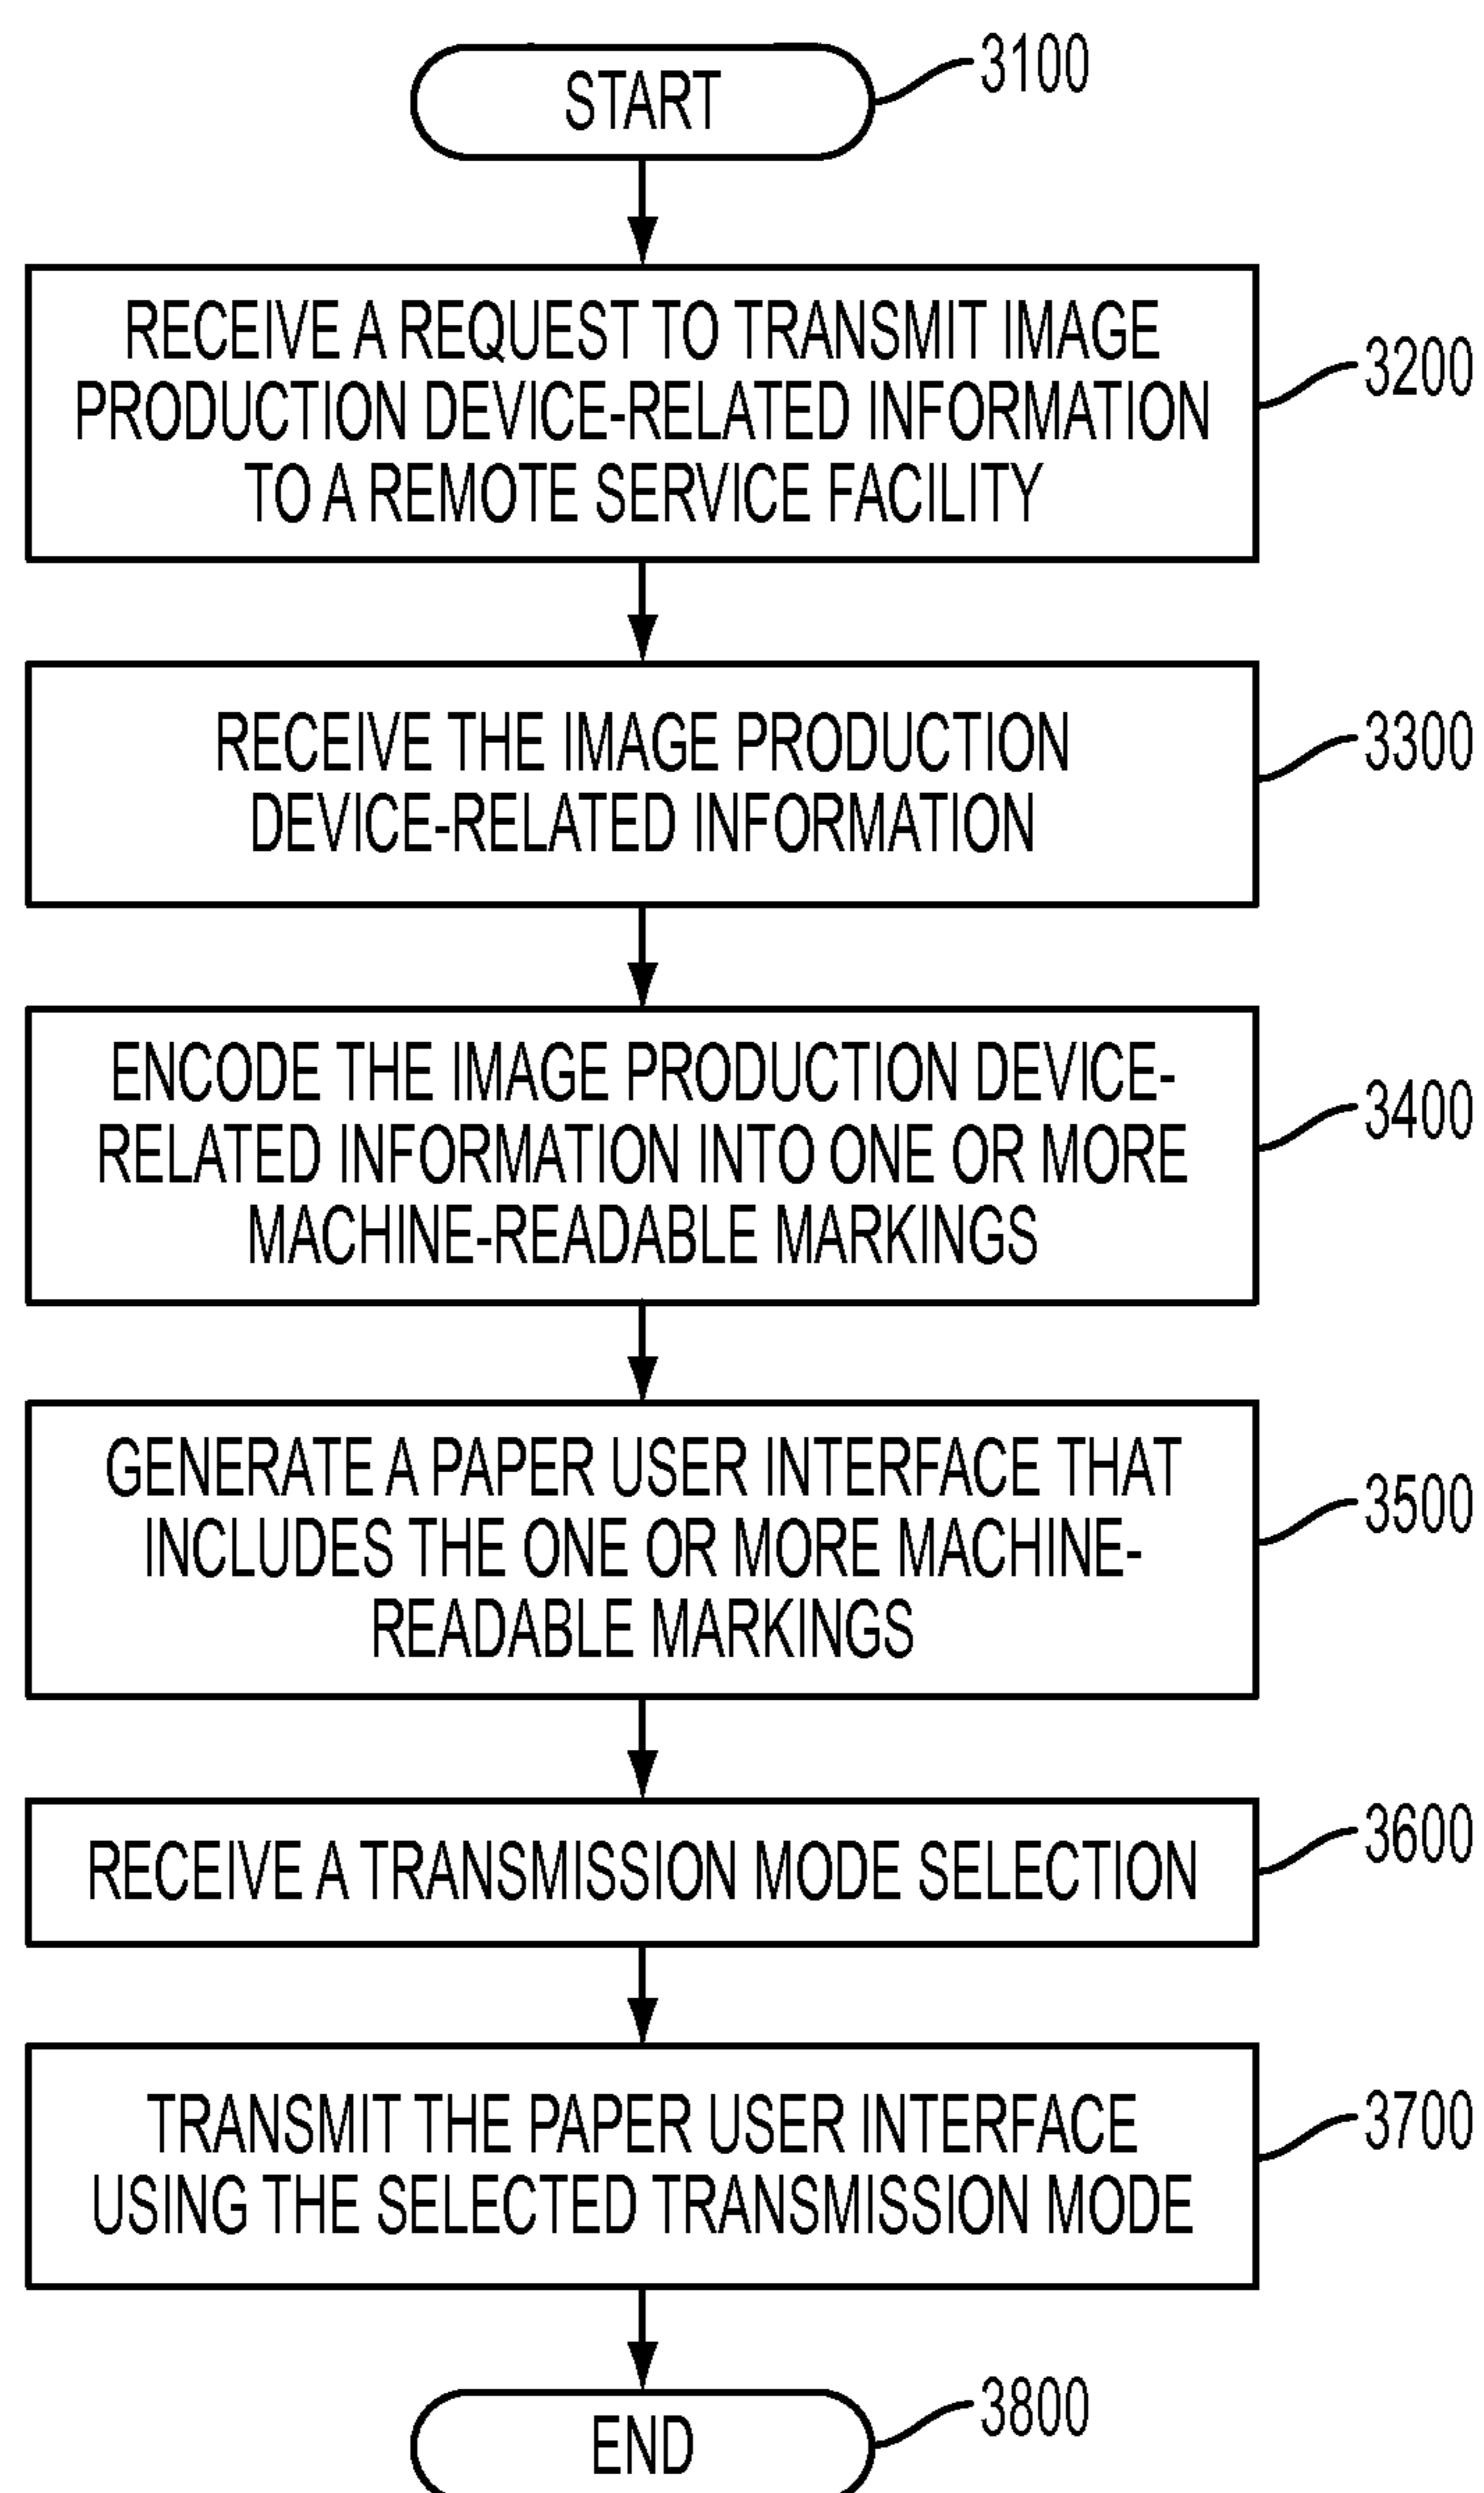 START
3100
RECEIVE A REQUEST TO TRANSMIT IMAGE
PRODUCTION DEVICE-RELATED INFORMATION
TO A REMOTE SERVICE FACILITY
3200
RECEIVE THE IMAGE PRODUCTION
DEVICE-RELATED INFORMATION
3300
ENCODE THE IMAGE PRODUCTION DEVICE-
RELATED INFORMATION INTO ONE OR MORE
MACHINE-READABLE MARKINGS
3400
GENERATE A PAPER USER INTERFACE THAT
INCLUDES THE ONE OR MORE MACHINE-
READABLE MARKINGS
3500
RECEIVE A TRANSMISSION MODE SELECTION
3600
TRANSMIT THE PAPER USER INTERFACE
USING THE SELECTED TRANSMISSION MODE
3700
END
3800